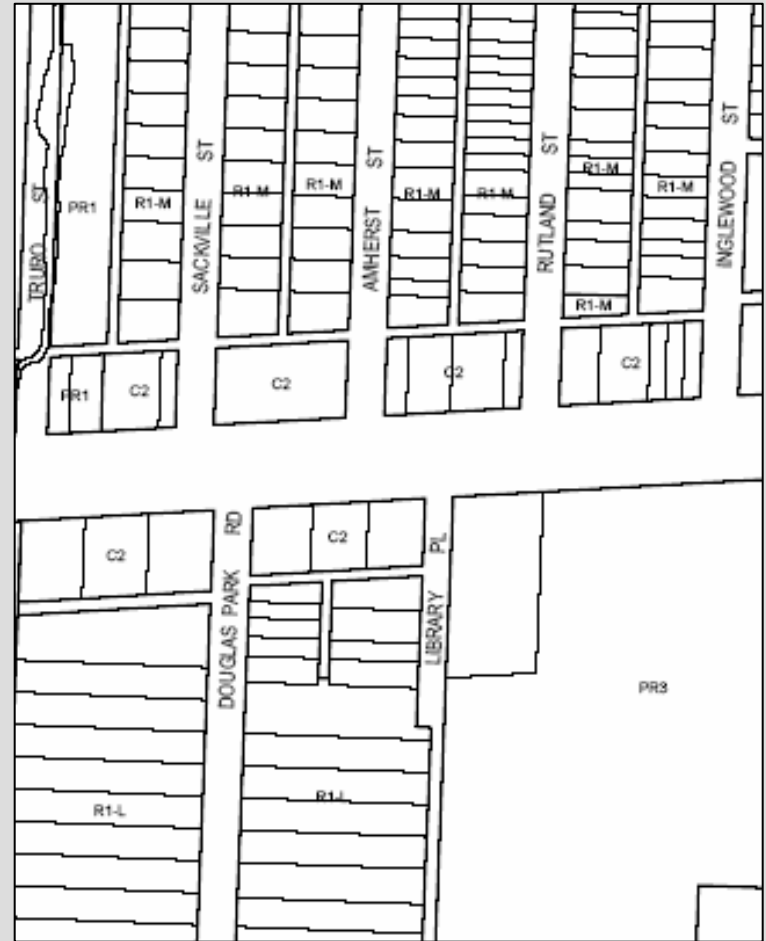 TRURO ST
PR1
R1-M
SACKVILLE ST
R1-M
R1-M
AMHERST ST
R1-M
R1-M
RUTLAND ST
R1-M
R1-M
INGLEWOOD ST
R1-M
PR1
C2
C2
C2
C2
C2
DOUGLAS PARK RD
C2
LIBRARY PL
PR3
R1-L
R1-L